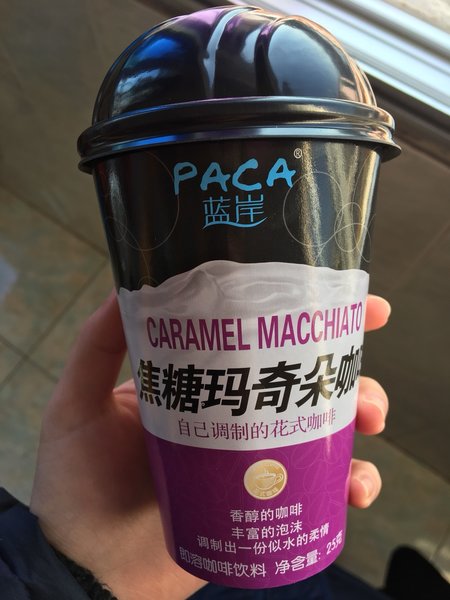 PACA®
蓝岸
CARAMEL MACCHIATO
焦糖玛奇朵咖
自己调制的花式咖啡
香醇的咖啡
丰富的泡沫
调制出一份似水的柔情
即溶咖啡饮料 净含量: 25克